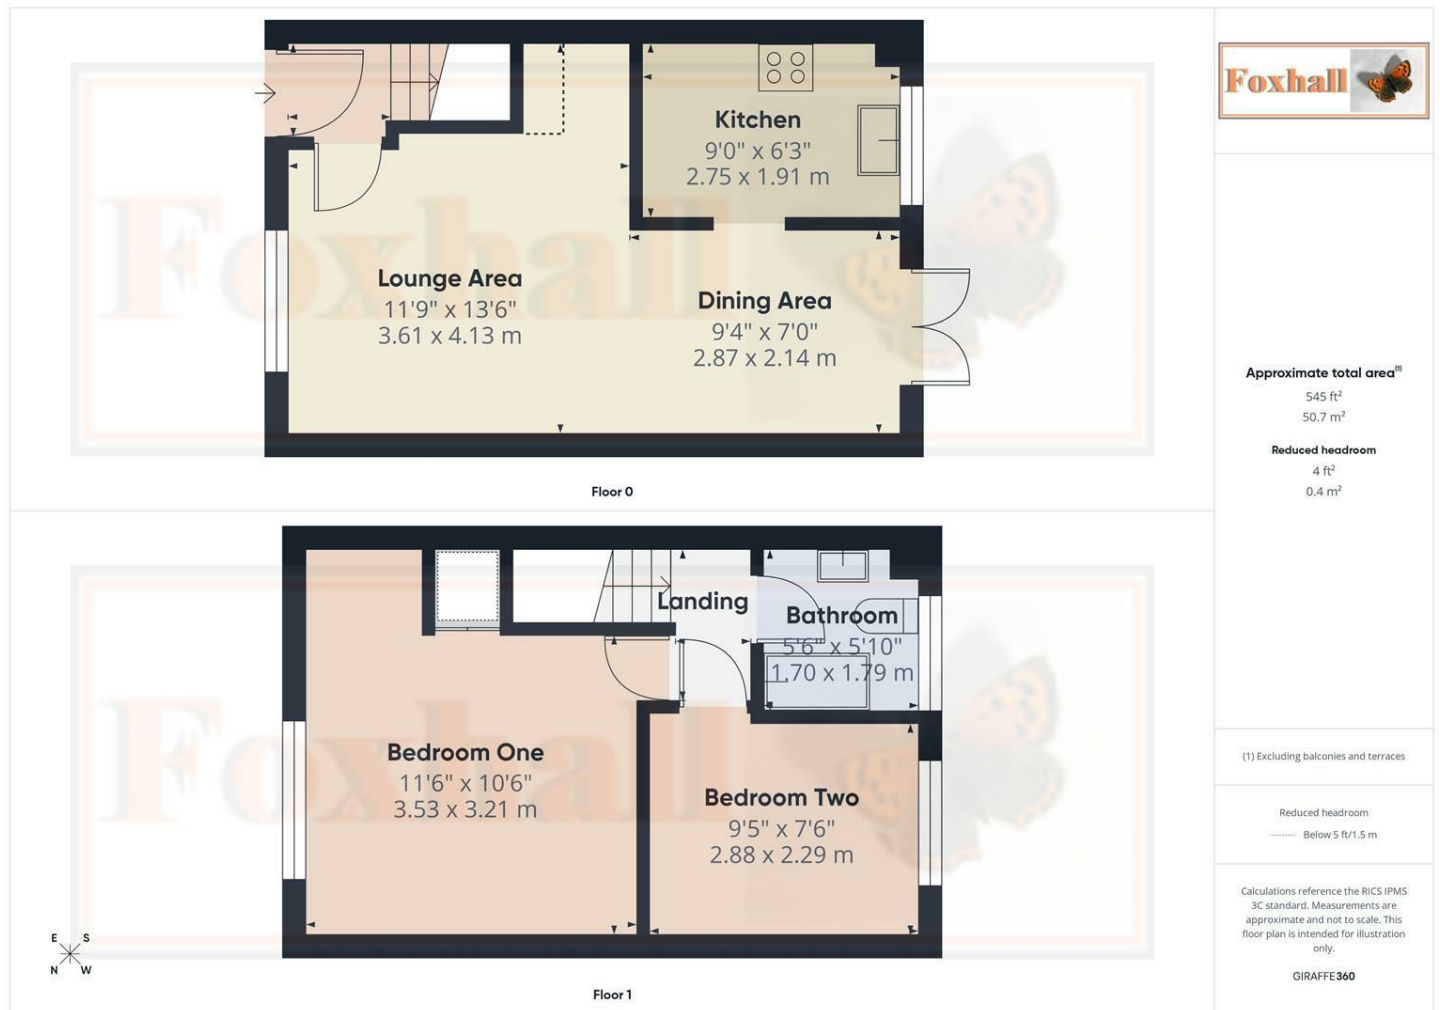 Kitchen
9'0" x 6'3"
2.75 x 1.91 m
Lounge Area
11'9" x 13'6"
3.61 x 4.13 m
Dining Area
9'4" x 7'0"
2.87 x 2.14 m
Foxhall
Floor 0
Landing
Bathroom
5'6" x 5'10"
1.70 x 1.79 m
Bedroom One
11'6" x 10'6"
3.53 x 3.21 m
Bedroom Two
9'5" x 7'6"
2.88 x 2.29 m
Foxhall
E S
N W
Floor 1
Foxhall
Approximate total area⁽¹⁾
545 ft²
50.7 m²
Reduced headroom
4 ft²
0.4 m²
(1) Excluding balconies and terraces
Reduced headroom
Below 5 ft/1.5 m
Calculations reference the RICS IPMS
3C standard. Measurements are
approximate and not to scale. This
floor plan is intended for illustration
only.
GIRAFFE360